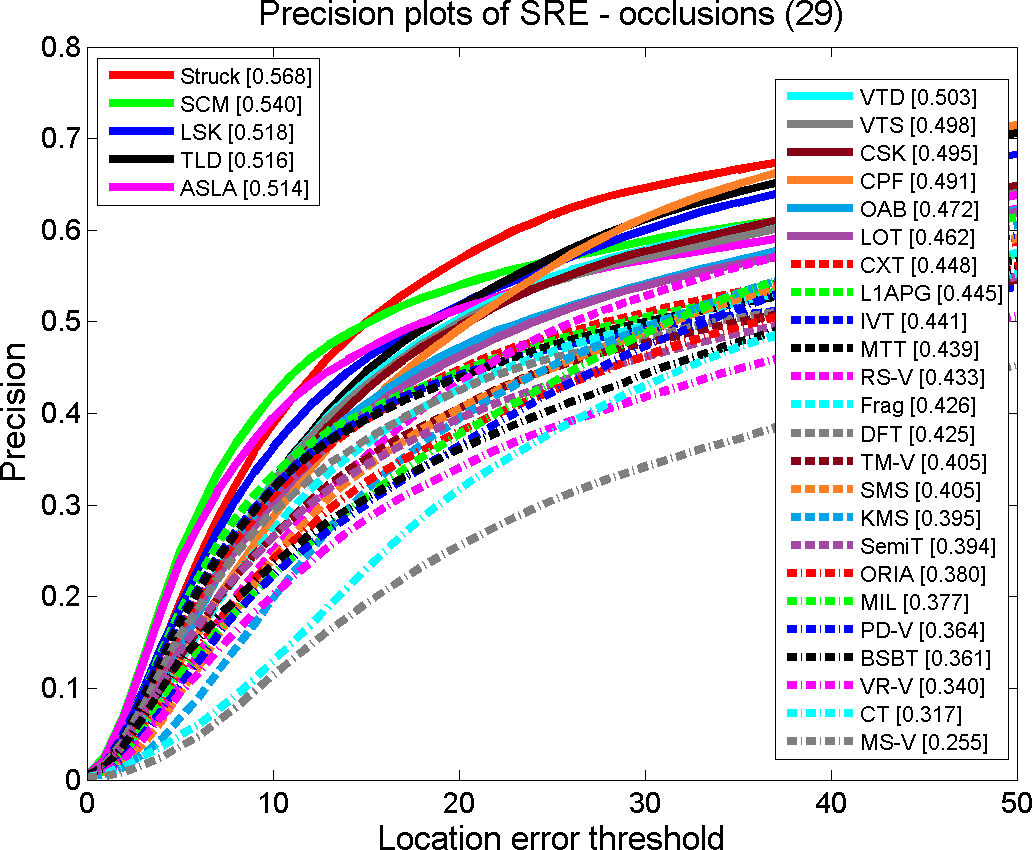 Precision plots of SRE - occlusions (29)
Struck [0.568]
SCM [0.540]
LSK [0.518]
TLD [0.516]
ASLA [0.514]
VTD [0.503]
VTS [0.498]
CSK [0.495]
CPF [0.491]
OAB [0.472]
LOT [0.462]
CXT [0.448]
L1APG [0.445]
IVT [0.441]
MTT [0.439]
RS-V [0.433]
Frag [0.426]
DFT [0.425]
TM-V [0.405]
SMS [0.405]
KMS [0.395]
SemiT [0.394]
ORIA [0.380]
MIL [0.377]
PD-V [0.364]
BSBT [0.361]
VR-V [0.340]
CT [0.317]
MS-V [0.255]
Precision
0.8
0.7
0.6
0.5
0.4
0.3
0.2
0.1
0
0 10 20 30 40 50
Location error threshold